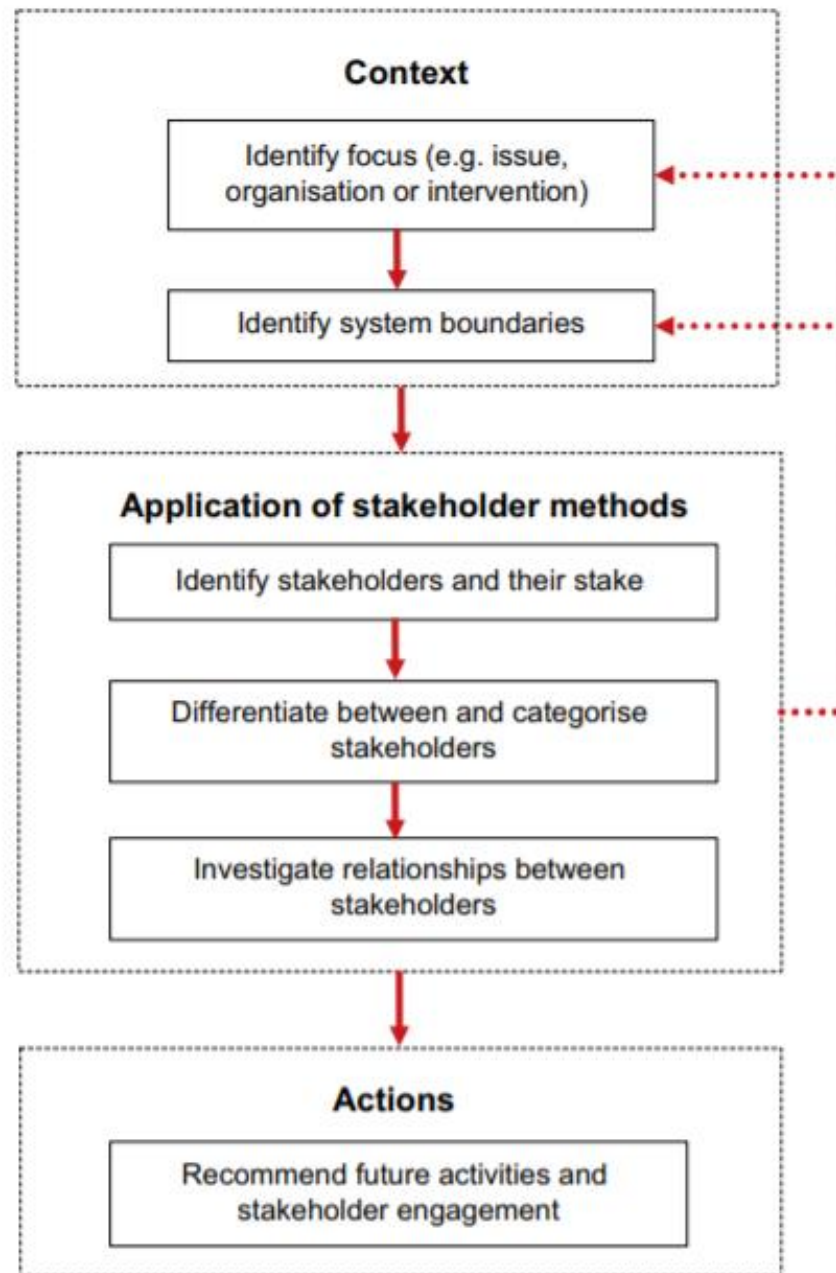 Context
Identify focus (e.g. issue,
organisation or intervention)
Identify system boundaries
Application of stakeholder methods
Identify stakeholders and their stake
Differentiate between and categorise
stakeholders
Investigate relationships between
stakeholders
Actions
Recommend future activities and
stakeholder engagement